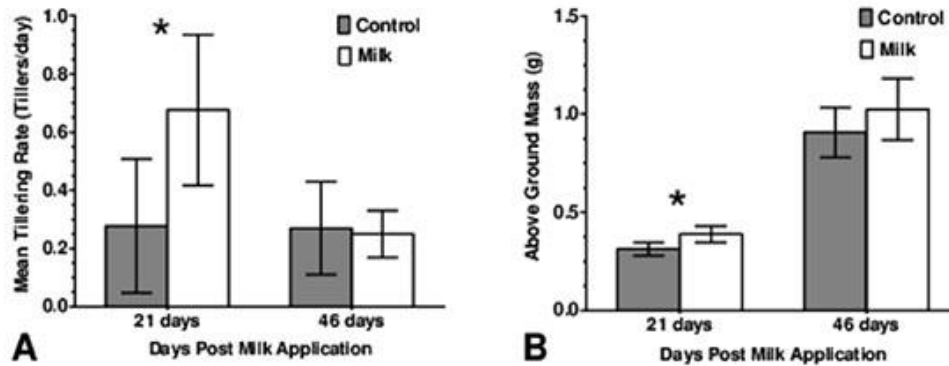 Mean Tillering Rate (Tillers/day)
1.0
0.8
0.6
0.4
0.2
0.0
*
Control
Milk
21 days
46 days
Days Post Milk Application
A
Above Ground Mass (g)
1.5
1.0
0.5
0.0
*
Control
Milk
21 days
46 days
Days Post Milk Application
B